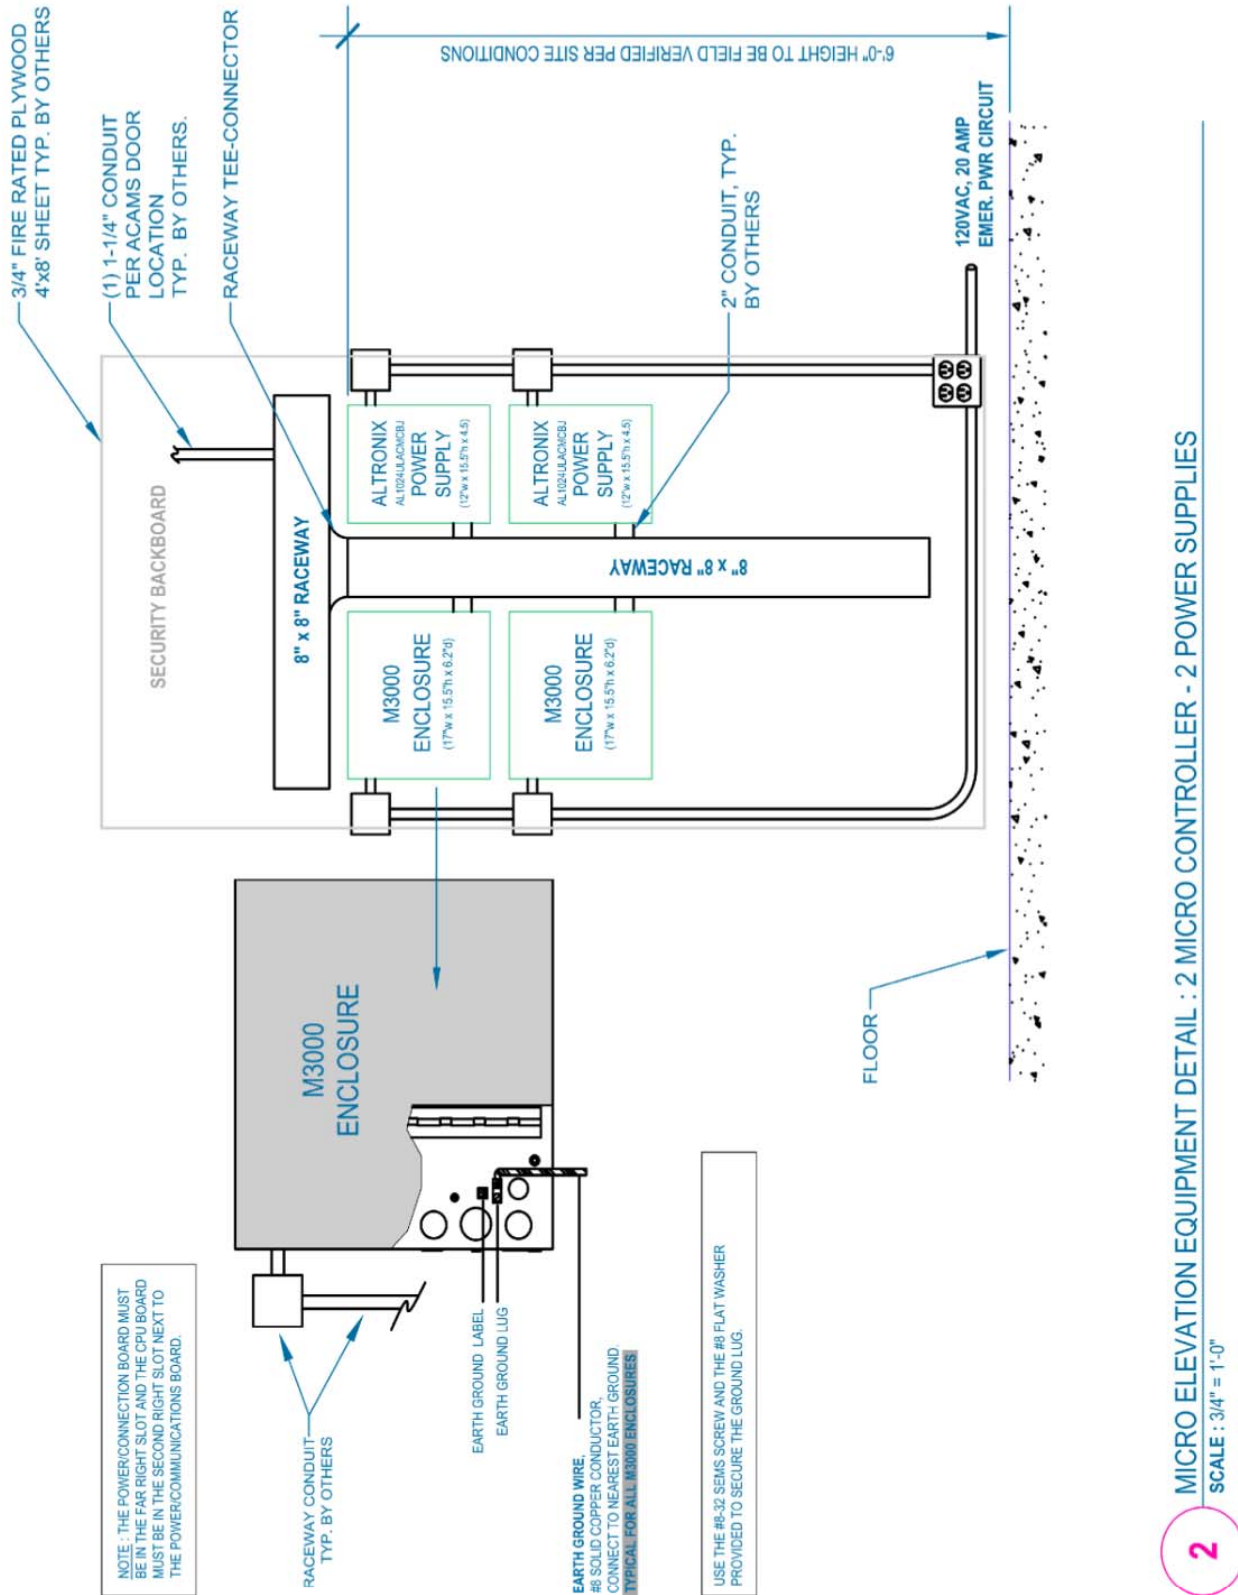 NOTE : THE POWER/CONNECTION BOARD MUST
BE IN THE FAR RIGHT SLOT AND THE CPU BOARD
MUST BE IN THE SECOND RIGHT SLOT NEXT TO
THE POWER/COMMUNICATIONS BOARD.
RACEWAY CONDUIT
TYP. BY OTHERS
M3000
ENCLOSURE
EARTH GROUND LABEL
EARTH GROUND LUG
EARTH GROUND WIRE,
#8 SOLID COPPER CONDUCTOR,
CONNECT TO NEAREST EARTH GROUND.
TYPICAL FOR ALL M3000 ENCLOSURES
USE THE #8-32 SEMS SCREW AND THE #8 FLAT WASHER
PROVIDED TO SECURE THE GROUND LUG.
3/4" FIRE RATED PLYWOOD
4'x8' SHEET TYP. BY OTHERS
(1) 1-1/4" CONDUIT
PER ACAMS DOOR
LOCATION
TYP. BY OTHERS.
RACEWAY TEE-CONNECTOR
SECURITY BACKBOARD
8" x 8" RACEWAY
M3000
ENCLOSURE
(17"w x 15.5"h x 6.2"d)
ALTRONIX
AL1024ULACMCBJ
POWER
SUPPLY
(12"w x 15.5"h x 4.5)
M3000
ENCLOSURE
(17"w x 15.5"h x 6.2"d)
ALTRONIX
AL1024ULACMCBJ
POWER
SUPPLY
(12"w x 15.5"h x 4.5)
8" x 8" RACEWAY
2" CONDUIT, TYP.
BY OTHERS
6'-0" HEIGHT TO BE FIELD VERIFIED PER SITE CONDITIONS
120VAC, 20 AMP
EMER. PWR CIRCUIT
FLOOR
2
MICRO ELEVATION EQUIPMENT DETAIL : 2 MICRO CONTROLLER - 2 POWER SUPPLIES
SCALE : 3/4" = 1'-0"